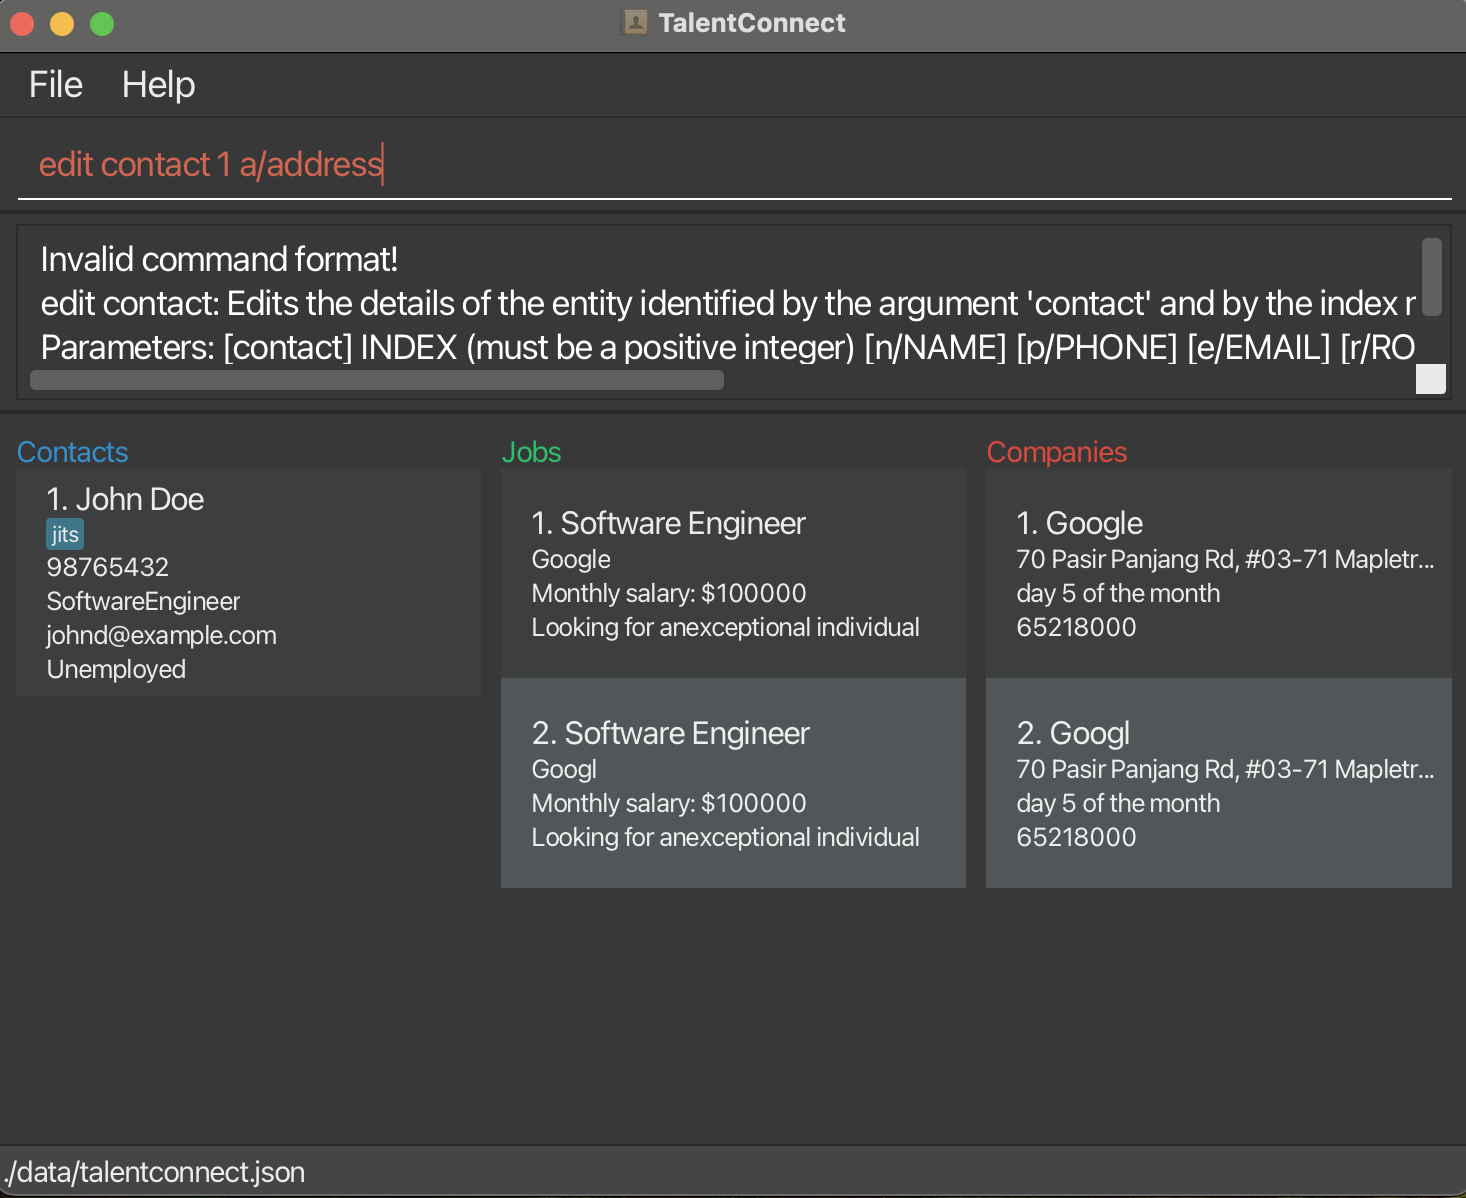 TalentConnect
File Help
edit contact 1 a/address
Invalid command format!
edit contact: Edits the details of the entity identified by the argument 'contact' and by the index r
Parameters: [contact] INDEX (must be a positive integer) [n/NAME] [p/PHONE] [e/EMAIL] [r/RO
Contacts
1. John Doe
jits
98765432
SoftwareEngineer
johnd@example.com
Unemployed
Jobs
1. Software Engineer
Google
Monthly salary: $100000
Looking for anexceptional individual
2. Software Engineer
Googl
Monthly salary: $100000
Looking for anexceptional individual
Companies
1. Google
70 Pasir Panjang Rd, #03-71 Mapletr...
day 5 of the month
65218000
2. Googl
70 Pasir Panjang Rd, #03-71 Mapletr...
day 5 of the month
65218000
./data/talentconnect.json